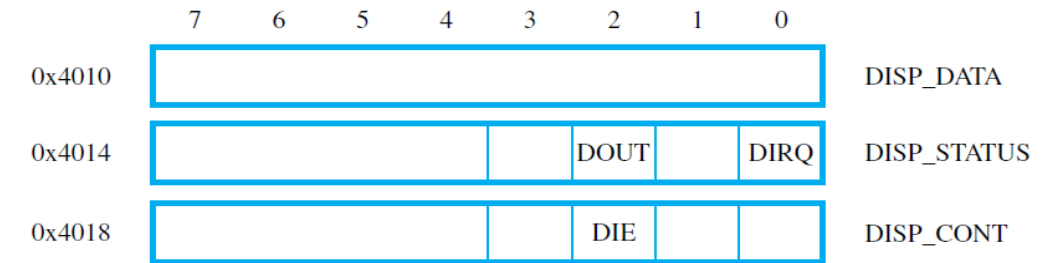 7 6 5 4 3 2 1 0
0x4010 DISP_DATA
0x4014 DOUT DIRQ DISP_STATUS
0x4018 DIE DISP_CONT